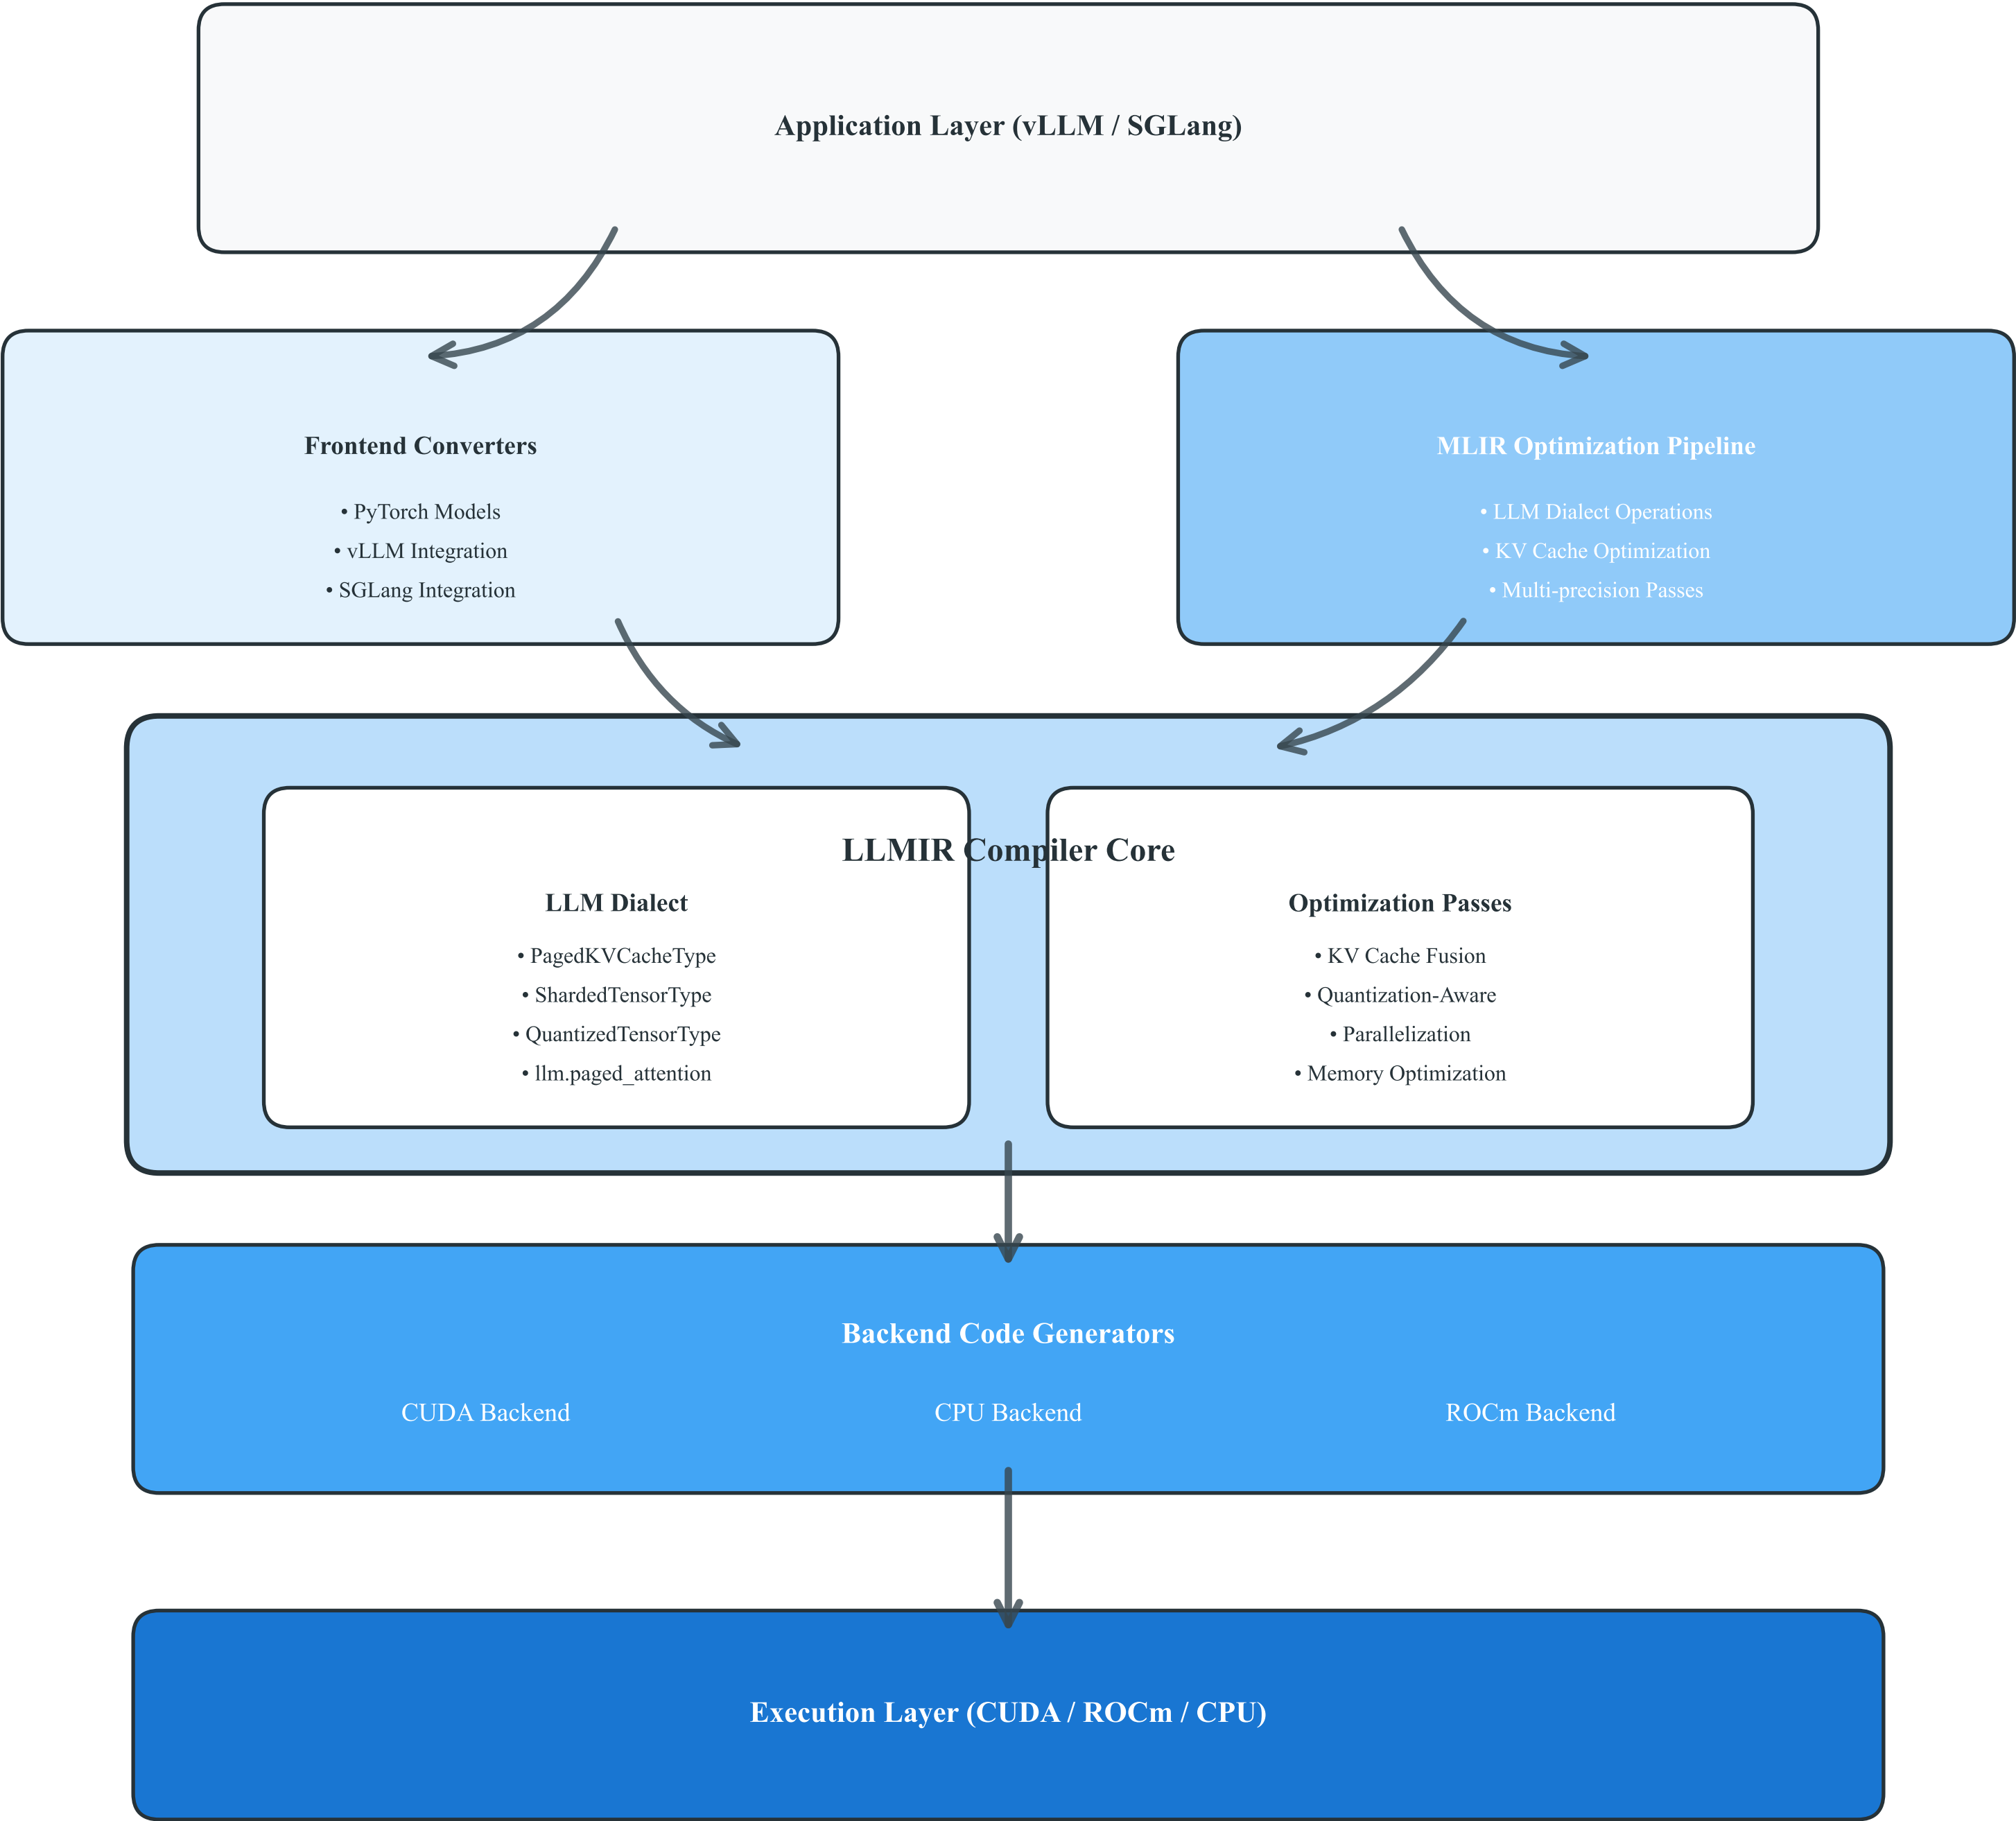 Application Layer (vLLM / SGLang)
Frontend Converters
• PyTorch Models
• vLLM Integration
• SGLang Integration
MLIR Optimization Pipeline
• LLM Dialect Operations
• KV Cache Optimization
• Multi-precision Passes
LLMIR Compiler Core
LLM Dialect
• PagedKVCacheType
• ShardedTensorType
• QuantizedTensorType
• llm.paged_attention
Optimization Passes
• KV Cache Fusion
• Quantization-Aware
• Parallelization
• Memory Optimization
Backend Code Generators
CUDA Backend
CPU Backend
ROCm Backend
Execution Layer (CUDA / ROCm / CPU)